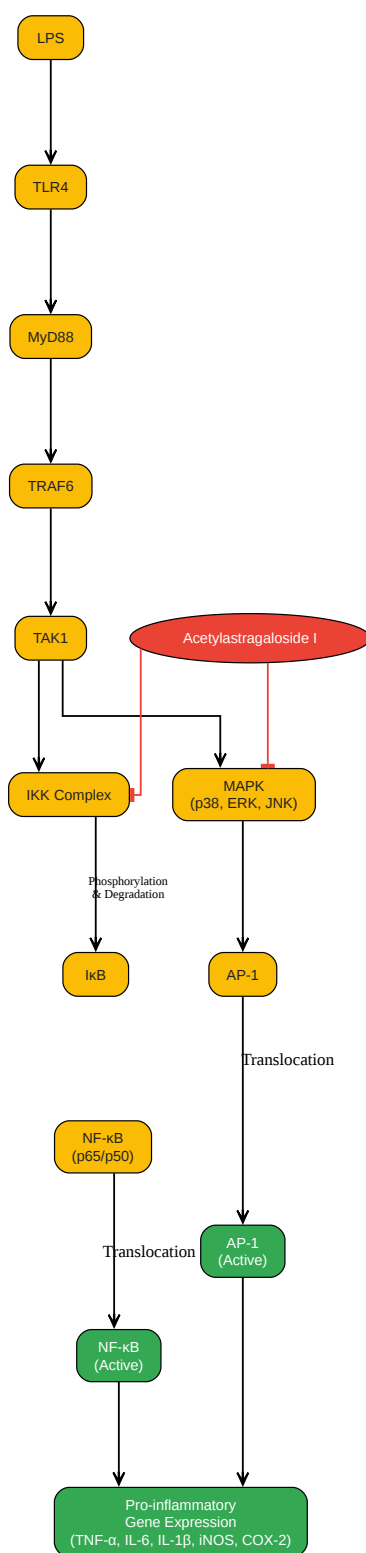 LPS
TLR4
MyD88
TRAF6
TAK1
Acetylastragaloside I
IKK Complex
MAPK
(p38, ERK, JNK)
Phosphorylation
& Degradation
IκB
AP-1
Translocation
NF-κB
(p65/p50)
Translocation
AP-1
(Active)
NF-κB
(Active)
Pro-inflammatory
Gene Expression
(TNF-α, IL-6, IL-1β, iNOS, COX-2)